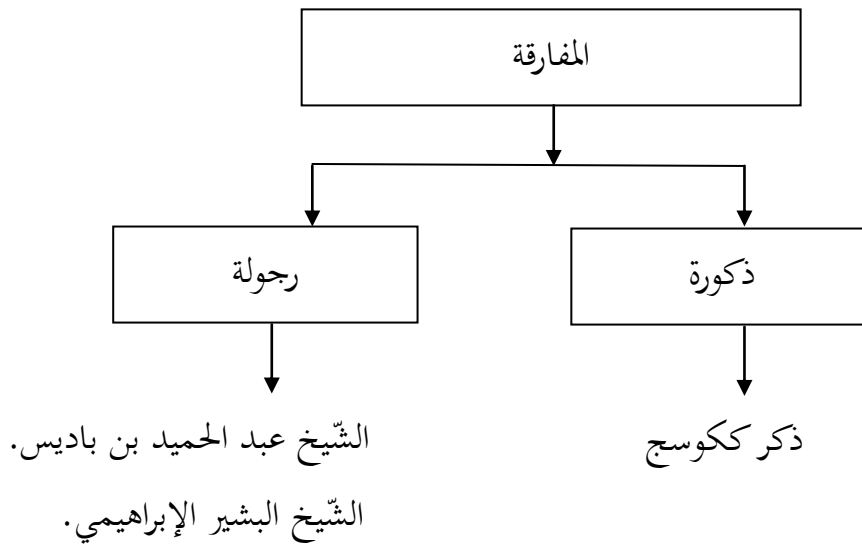 المفارقة
ذكورة
رجولة
ذكر ككوسج
الشّيخ عبد الحميد بن باديس.
الشّيخ البشير الإبراهيمي.